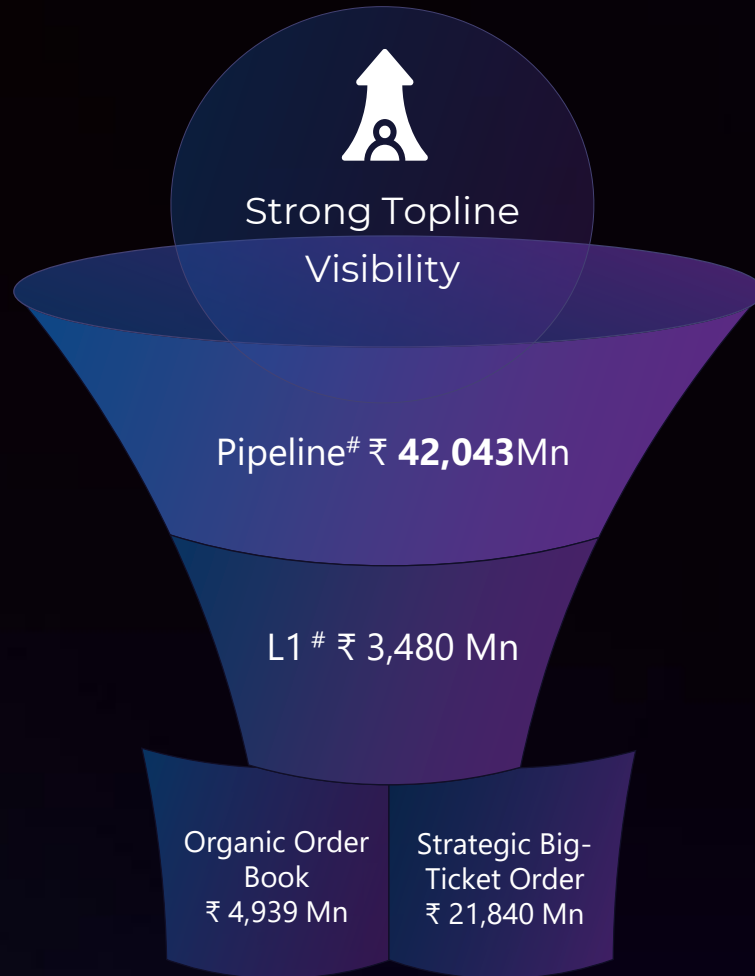 Strong Topline
Visibility
Pipeline# ₹ 42,043Mn
L1 # ₹ 3,480 Mn
Organic Order
Book
₹ 4,939 Mn
Strategic Big-
Ticket Order
₹ 21,840 Mn